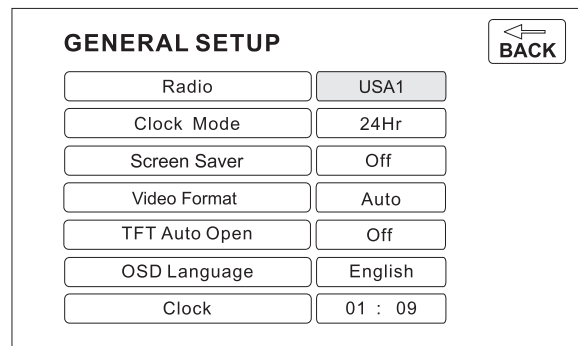 GENERAL SETUP
BACK
Radio USA1
Clock Mode 24Hr
Screen Saver Off
Video Format Auto
TFT Auto Open Off
OSD Language English
Clock 01 : 09